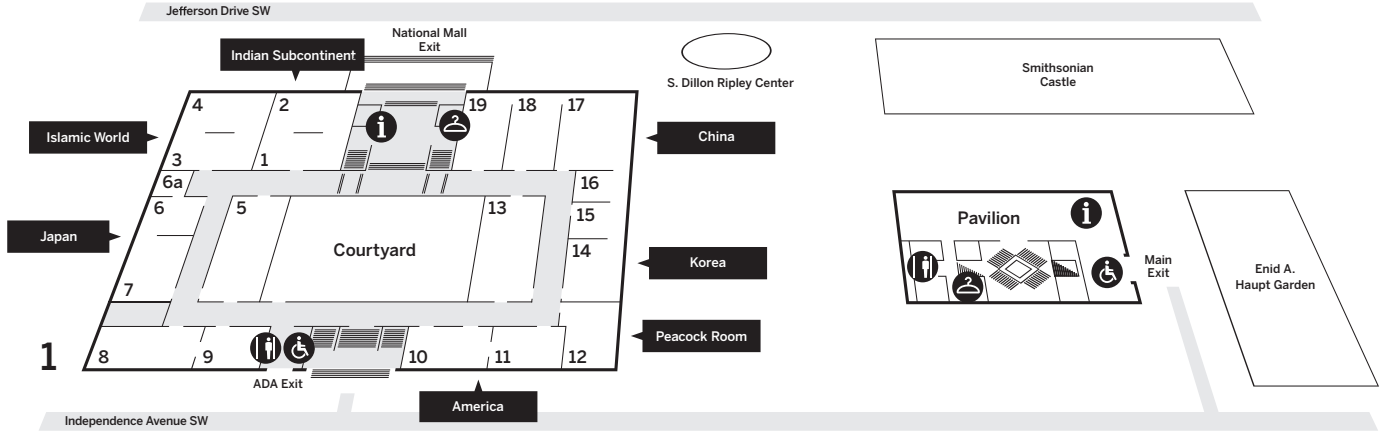 Jefferson Drive SW
National Mall
Exit
Indian Subcontinent
S. Dillon Ripley Center
Smithsonian
Castle
4
2
19
18
17
i
Islamic World
China
3
1
6a
16
6
5
13
15
Japan
Courtyard
14
Korea
7
Pavilion
i
Main
Exit
Enid A.
Haupt Garden
Peacock Room
1
8
9
10
11
12
ADA Exit
America
Independence Avenue SW